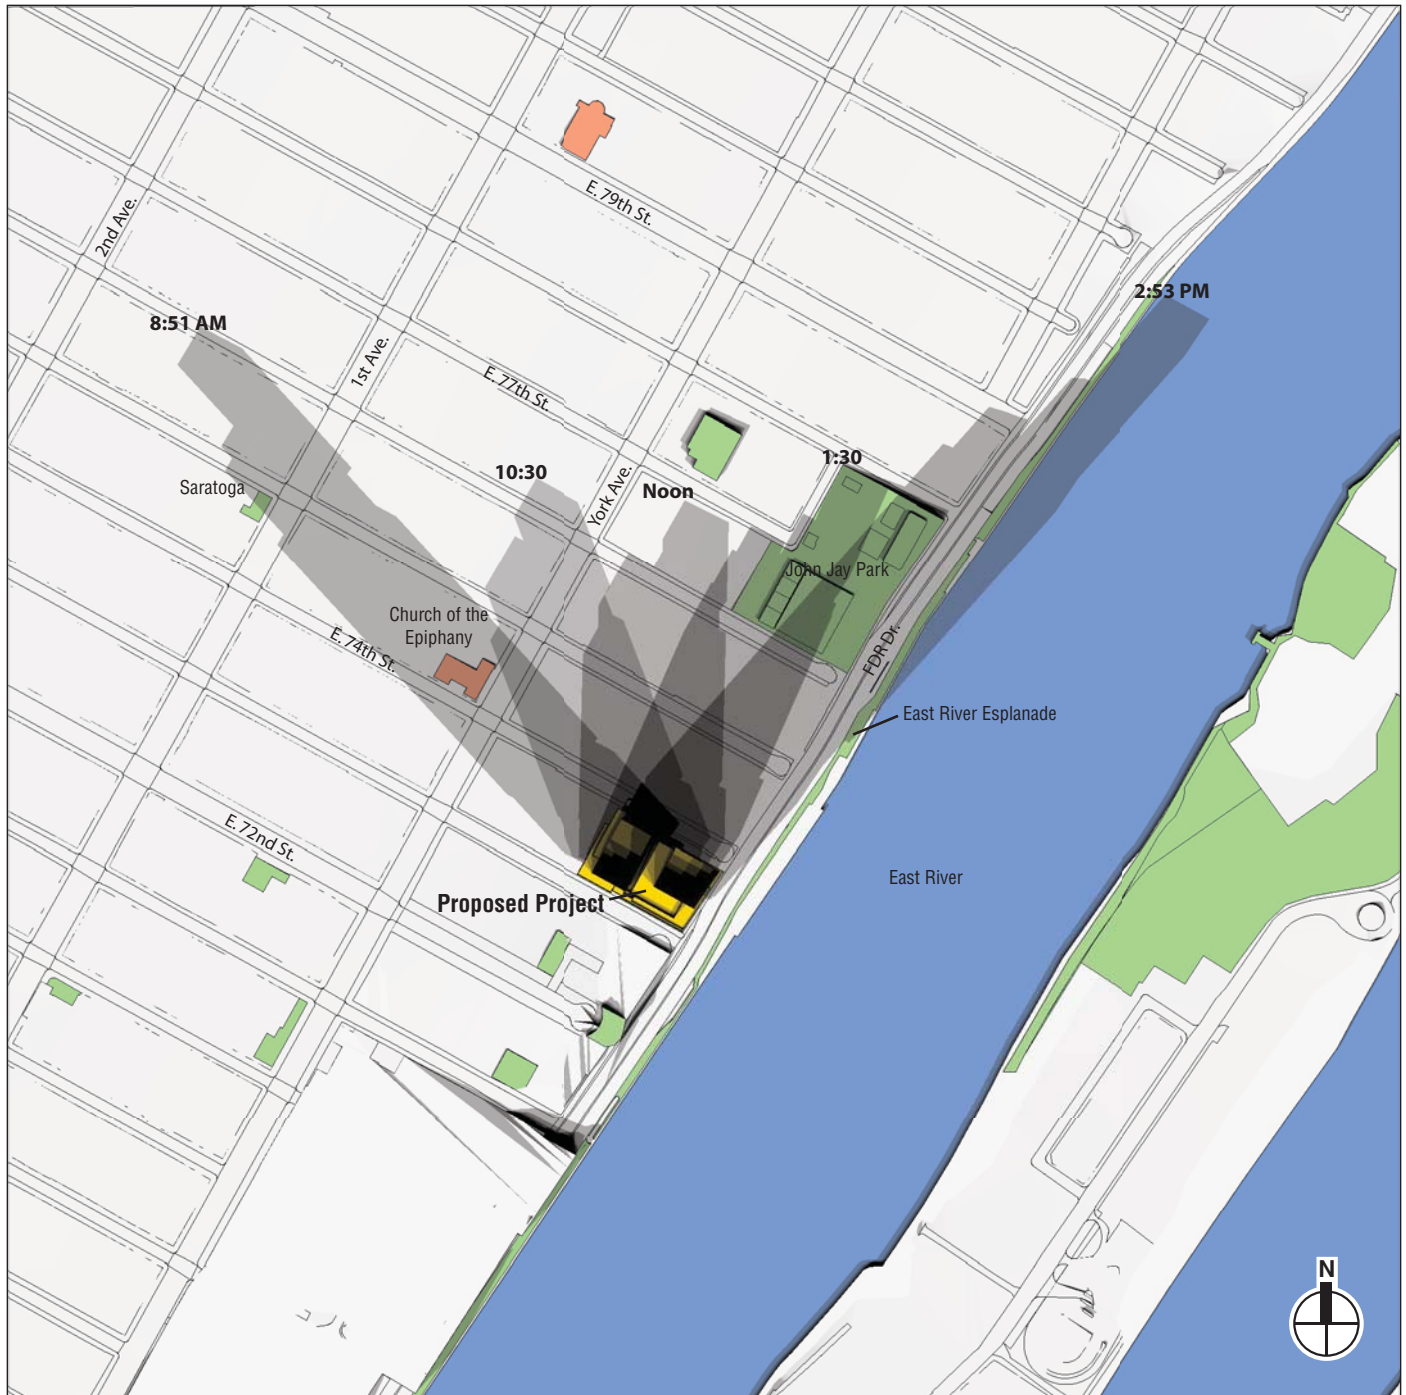 E. 79th St.
2nd Ave.
2:53 PM
8:51 AM
1st Ave.
E. 77th St.
1:30
10:30
Noon
York Ave.
Saratoga
John Jay Park
Church of the
Epiphany
E. 74th St.
FDR Dr.
East River Esplanade
E. 72nd St.
East River
Proposed Project
N